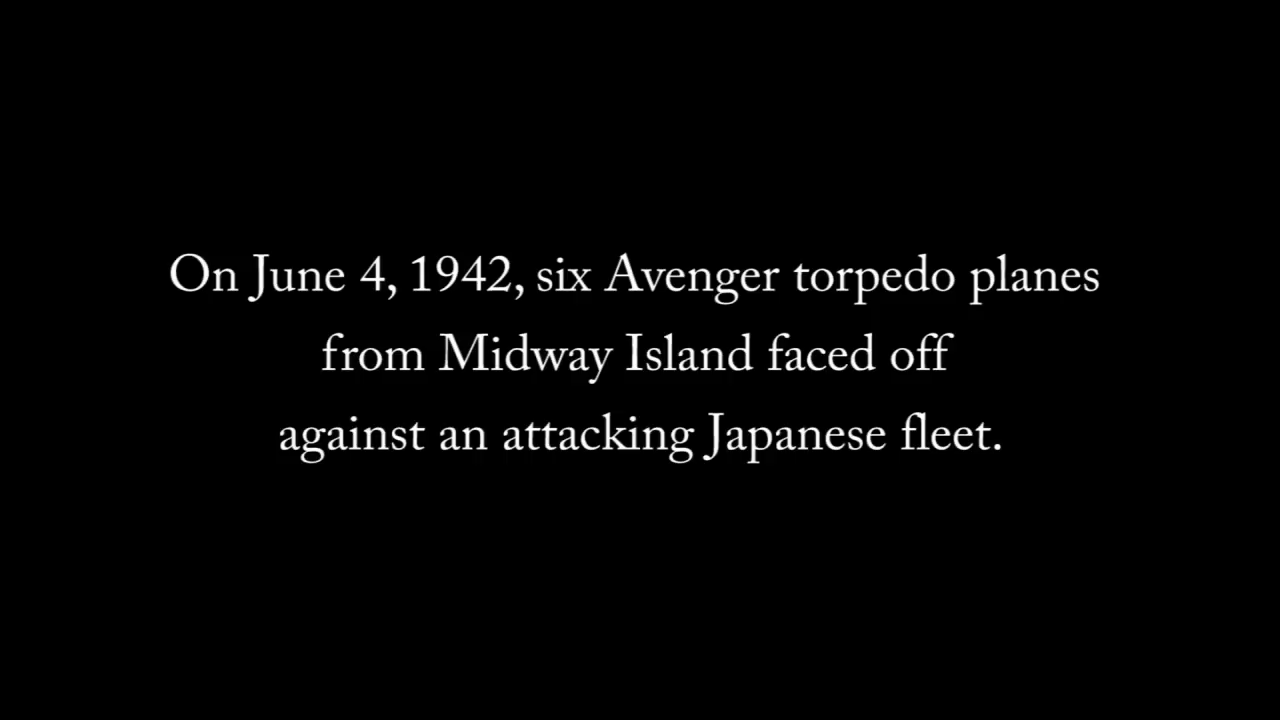 On June 4, 1942, six Avenger torpedo planes
from Midway Island faced off
against an attacking Japanese fleet.